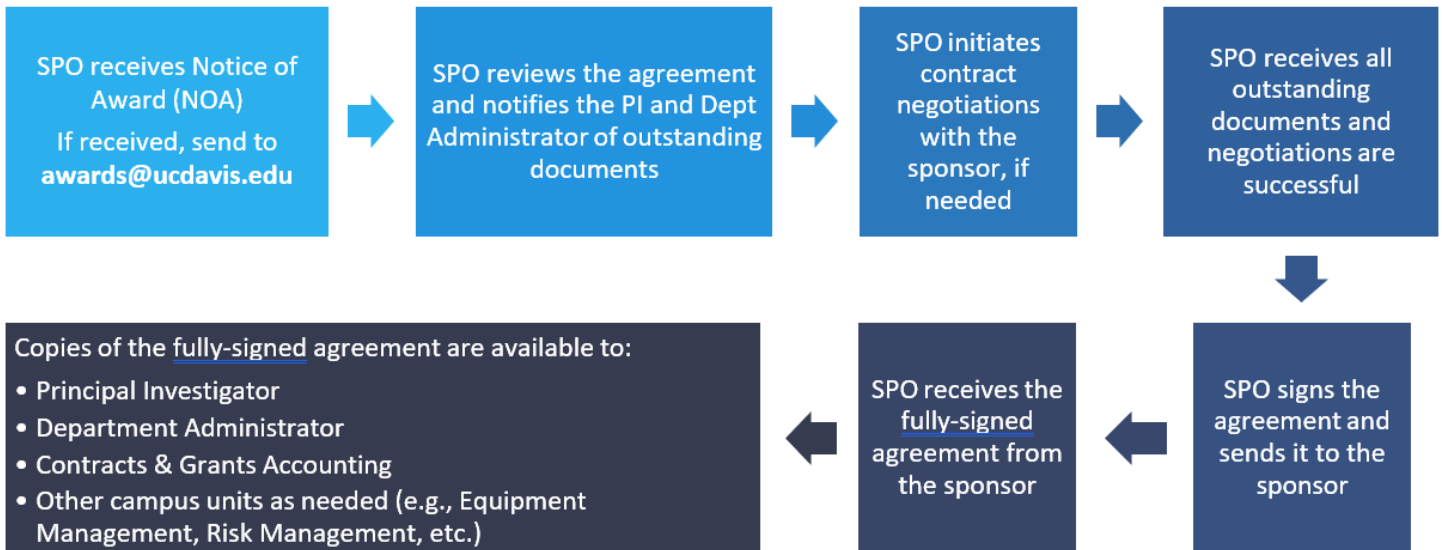 SPO receives Notice of
Award (NOA)
If received, send to
awards@ucdavis.edu
SPO reviews the agreement
and notifies the PI and Dept
Administrator of outstanding
documents
SPO initiates
contract
negotiations
with the
sponsor, if
needed
SPO receives all
outstanding
documents and
negotiations are
successful
SPO signs the
agreement and
sends it to the
sponsor
SPO receives the
fully-signed
agreement from
the sponsor
Copies of the fully-signed agreement are available to:
• Principal Investigator
• Department Administrator
• Contracts & Grants Accounting
• Other campus units as needed (e.g., Equipment
Management, Risk Management, etc.)